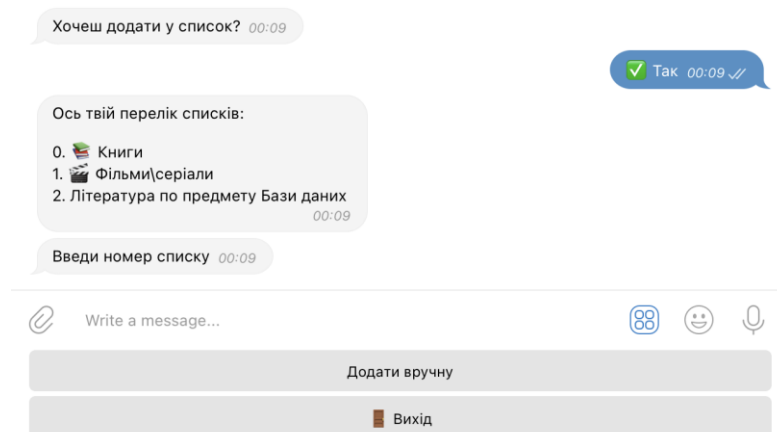 Хочеш додати у список? 00:09
✅ Так 00:09
Ось твій перелік списків:
0. 📚 Книги
1. 🎬 Фільми\серіали
2. Література по предмету Бази даних
00:09
Введи номер списку 00:09
Write a message...
Додати вручну
🚪 Вихід